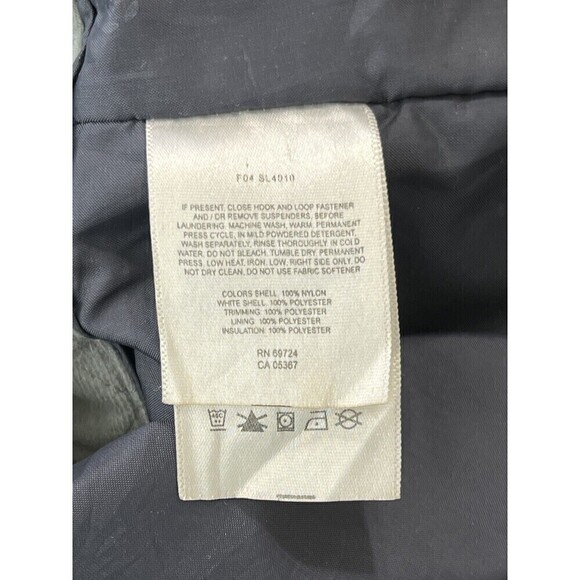 F04 SL4010
IF PRESENT, CLOSE HOOK AND LOOP FASTENER
AND / OR REMOVE SUSPENDERS, BEFORE
LAUNDERING. MACHINE WASH, WARM, PERMANENT
PRESS CYCLE, IN MILD POWDERED DETERGENT.
WASH SEPARATELY, RINSE THOROUGHLY IN COLD
WATER, DO NOT BLEACH. TUMBLE DRY, PERMANENT
PRESS, LOW HEAT, IRON, LOW, RIGHT SIDE ONLY, DO
NOT DRY CLEAN, DO NOT USE FABRIC SOFTENER
COLORS SHELL: 100% NYLON
WHITE SHELL: 100% POLYESTER
TRIMMING: 100% POLYESTER
LINING: 100% POLYESTER
INSULATION: 100% POLYESTER
RN 69724
CA 05367